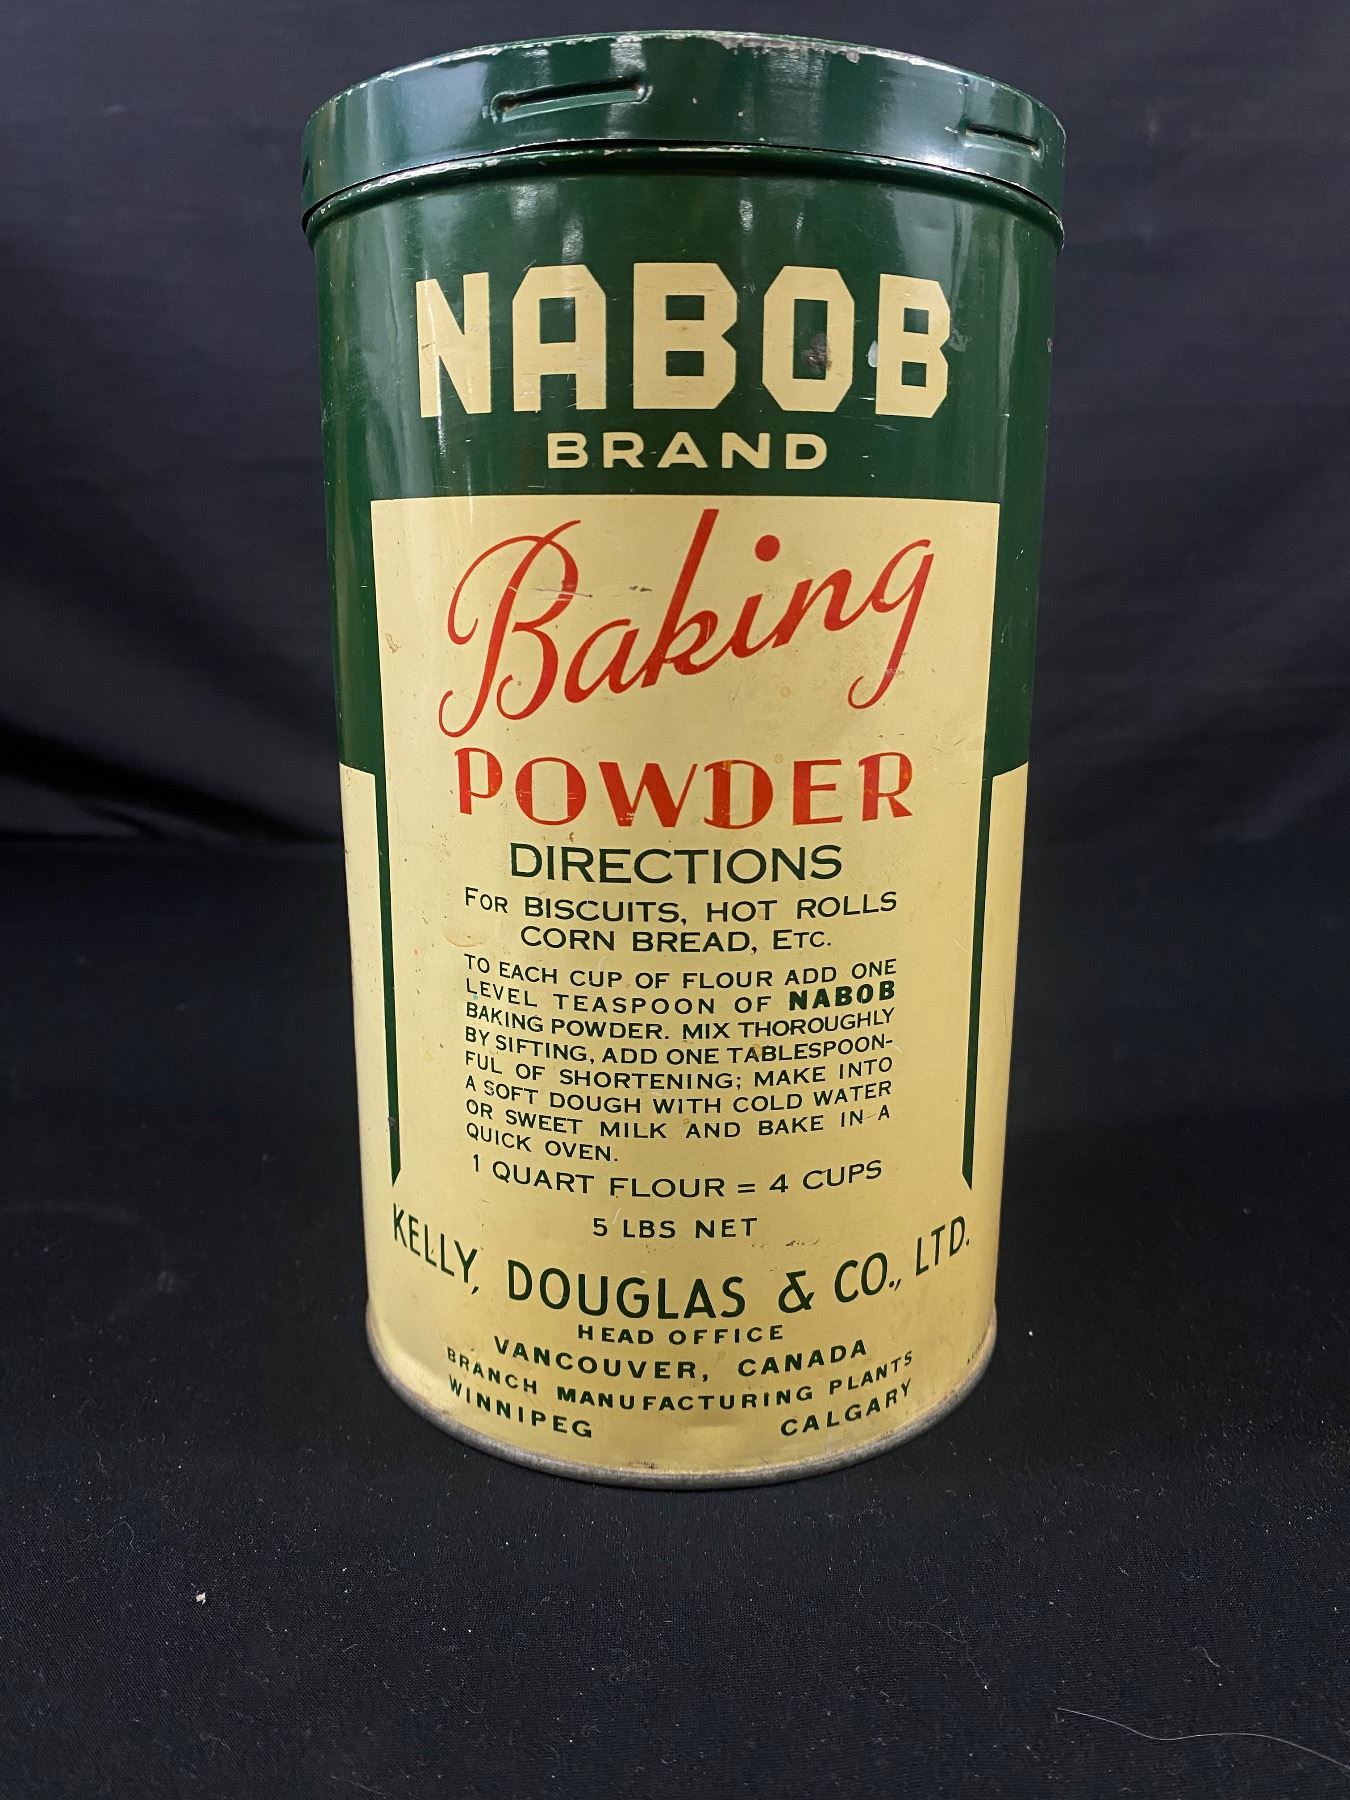 NABOB
BRAND
Baking
POWDER
DIRECTIONS
FOR BISCUITS, HOT ROLLS
CORN BREAD, ETC.
TO EACH CUP OF FLOUR ADD ONE
LEVEL TEASPOON OF NABOB
BAKING POWDER. MIX THOROUGHLY
BY SIFTING, ADD ONE TABLESPOON-
FUL OF SHORTENING; MAKE INTO
A SOFT DOUGH WITH COLD WATER
OR SWEET MILK AND BAKE IN A
QUICK OVEN.
1 QUART FLOUR = 4 CUPS
5 LBS NET
KELLY, DOUGLAS & CO., LTD.
HEAD OFFICE
VANCOUVER, CANADA
BRANCH MANUFACTURING PLANTS
WINNIPEG CALGARY